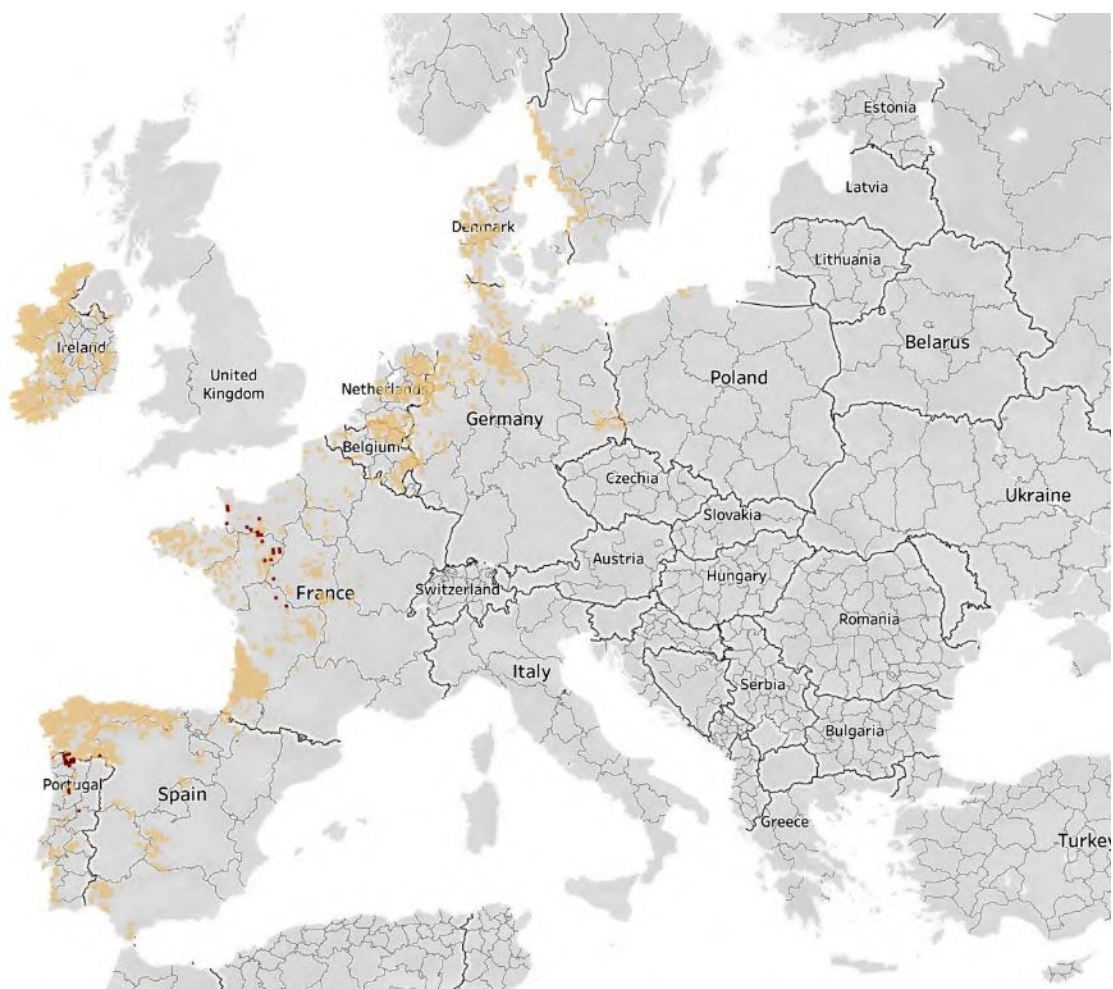 Estonia
Latvia
Denmark
Lithuania
Ireland
Belarus
United
Kingdom
Netherlands
Poland
Germany
Belgium
Czechia
Ukraine
Slovakia
Austria
Hungary
Switzerland
France
Romania
Italy
Serbia
Bulgaria
Portugal
Spain
Greece
Turkey